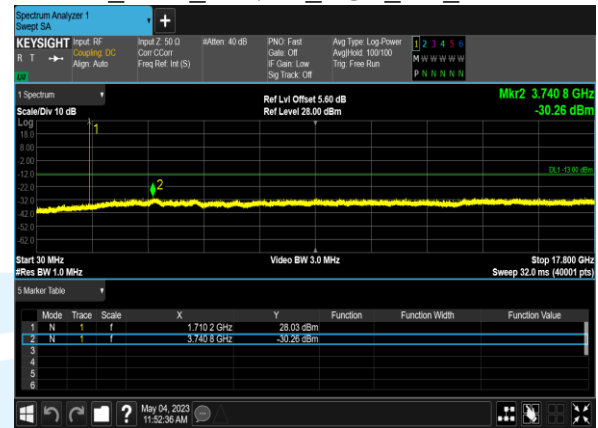 Spectrum Analyzer 1
Swept SA
KEYSIGHT Input: RF Input Z: 50 Ω #Atten: 40 dB PNO: Fast Avg Type: Log-Power 1 2 3 4 5 6
R T Coupling: DC Corr CCorr Gate: Off Avg|Hold: 100/100 M W W W W W
Align: Auto Freq Ref: Int (S) IF Gain: Low Trig: Free Run
Sig Track: Off P N N N N N
1 Spectrum Ref Lvl Offset 5.60 dB Mkr2 3.740 8 GHz
Scale/Div 10 dB Ref Level 28.00 dBm -30.26 dBm
Log
1
18.0
8.00
-2.00
-12.0 DL1 -13.00 dBm
-22.0 2
-32.0
-42.0
-52.0
-62.0
Start 30 MHz Video BW 3.0 MHz Stop 17.800 GHz
#Res BW 1.0 MHz Sweep 32.0 ms (40001 pts)
5 Marker Table
Mode Trace Scale X Y Function Function Width Function Value
1 N 1 f 1.710 2 GHz 28.03 dBm
2 N 1 f 3.740 8 GHz -30.26 dBm
3
4
5
6
? May 04, 2023
11:52:36 AM